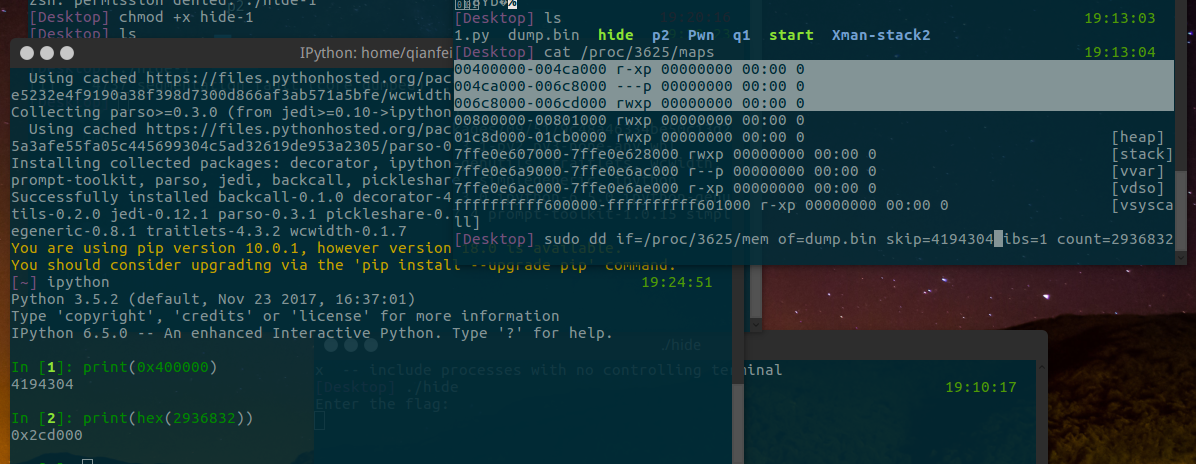 zsh: permission denied: ./hide-1
[Desktop] chmod +x hide-1
[Desktop] ls
IPython: home/qianfei
Using cached https://files.pythonhosted.org/pac
e5232e4f9190a38f398d7300d866af3ab571a5bfe/wcwidth
Collecting parso>=0.3.0 (from jedi>=0.10->ipython
Using cached https://files.pythonhosted.org/pac
5a3afe55fa05c445699304c5ad32619de953a2305/parso-0
Installing collected packages: decorator, ipython
prompt-toolkit, parso, jedi, backcall, pickleshar
Successfully installed backcall-0.1.0 decorator-4
tils-0.2.0 jedi-0.12.1 parso-0.3.1 pickleshare-0.
egeneric-0.8.1 traitlets-4.3.2 wcwidth-0.1.7
You are using pip version 10.0.1, however version 18.0 is available.
You should consider upgrading via the 'pip install --upgrade pip' command.
[~] ipython 19:24:51
Python 3.5.2 (default, Nov 23 2017, 16:37:01)
Type 'copyright', 'credits' or 'license' for more information
IPython 6.5.0 -- An enhanced Interactive Python. Type '?' for help.
In [1]: print(0x400000)
4194304
In [2]: print(hex(2936832))
0x2cd000
[Desktop] ls 19:13:03
1.py dump.bin hide p2 Pwn q1 start Xman-stack2
[Desktop] cat /proc/3625/maps 19:13:04
00400000-004ca000 r-xp 00000000 00:00 0
004ca000-006c8000 ---p 00000000 00:00 0
006c8000-006cd000 rwxp 00000000 00:00 0
00800000-00801000 rwxp 00000000 00:00 0
01c8d000-01cb0000 rwxp 00000000 00:00 0 [heap]
7ffe0e607000-7ffe0e628000 rwxp 00000000 00:00 0 [stack]
7ffe0e6a9000-7ffe0e6ac000 r--p 00000000 00:00 0 [vvar]
7ffe0e6ac000-7ffe0e6ae000 r-xp 00000000 00:00 0 [vdso]
ffffffffff600000-ffffffffff601000 r-xp 00000000 00:00 0 [vsysca
ll]
[Desktop] sudo dd if=/proc/3625/mem of=dump.bin skip=4194304 ibs=1 count=2936832
./hide
x -- include processes with no controlling terminal
[Desktop] ./hide 19:10:17
Enter the flag: